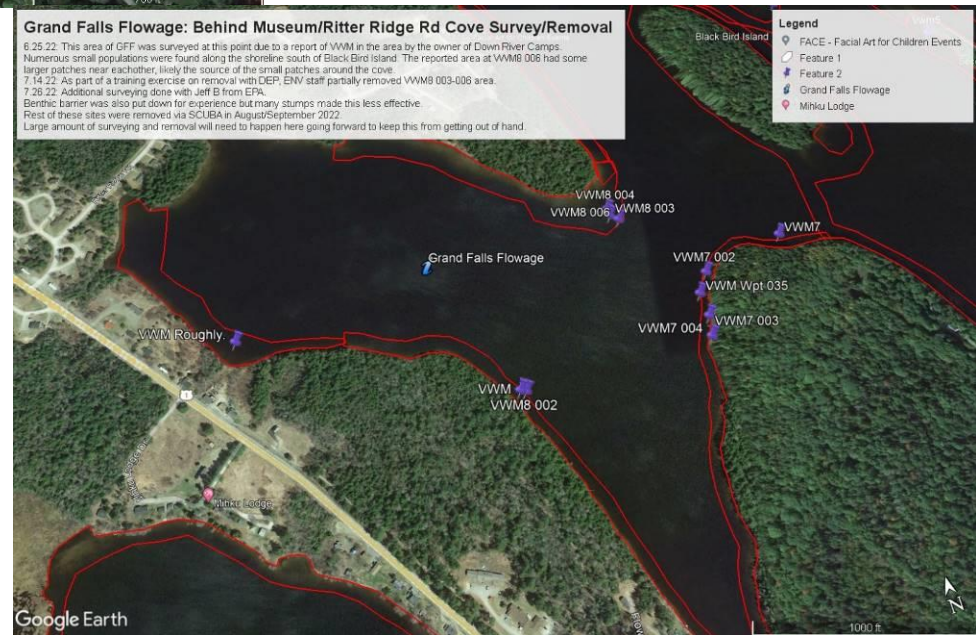 700 ft
Grand Falls Flowage: Behind Museum/Ritter Ridge Rd Cove Survey/Removal
6.25.22: This area of GFF was surveyed at this point due to a report of VWM in the area by the owner of Down River Camps.
Numerous small populations were found along the shoreline south of Black Bird Island. The reported area at VWM8 006 had some
larger patches near eachother, likely the source of the small patches around the cove.
7.14.22: As part of a training exercise on removal with DEP, ENV staff partially removed VWM8 003-006 area.
7.26.22: Additional surveying done with Jeff B from EPA.
Benthic barrier was also put down for experience but many stumps made this less effective.
Rest of these sites were removed via SCUBA in August/September 2022.
Large amount of surveying and removal will need to happen here going forward to keep this from getting out of hand.
Black Bird Island
Legend
FACE - Facial Art for Children Events
Feature 1
Feature 2
Grand Falls Flowage
Mihku Lodge
VWM8 004
VWM8 006
VWM8 003
VWM7
VWM7 002
Grand Falls Flowage
VWM Wpt 035
VWM7 003
VWM7 004
VWM Roughly.
VWM
VWM8 002
1
Mihku Lodge
Google Earth
N
1000 ft